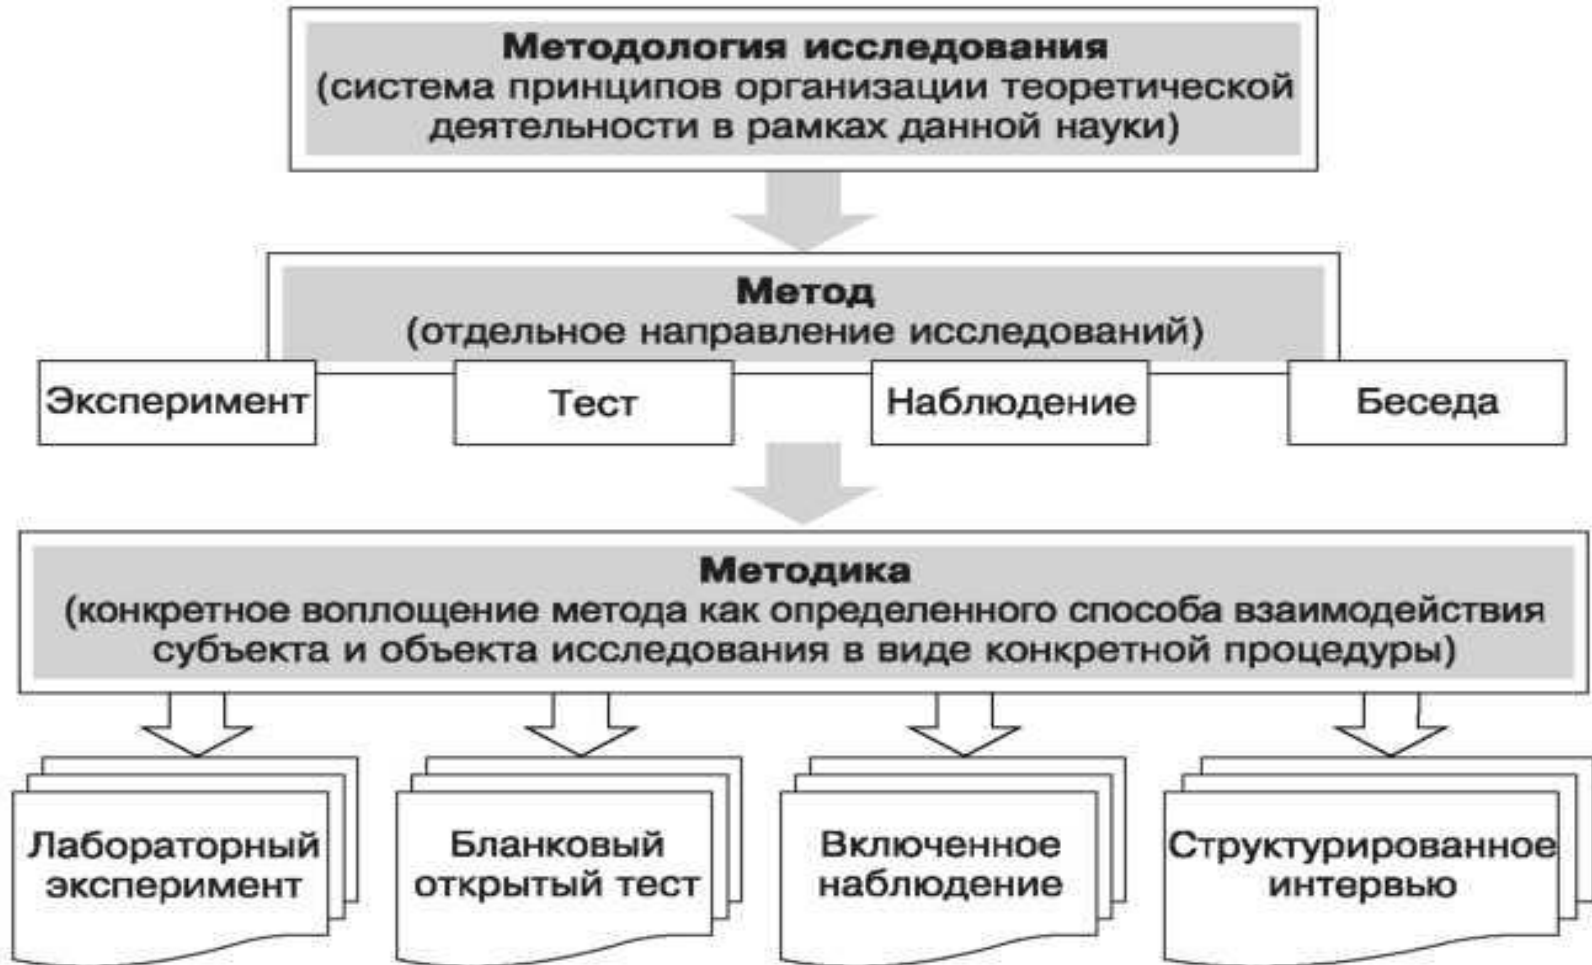 Методология исследования
(система принципов организации теоретической
деятельности в рамках данной науки)
Метод
(отдельное направление исследований)
Эксперимент
Тест
Наблюдение
Беседа
Методика
(конкретное воплощение метода как определенного способа взаимодействия
субъекта и объекта исследования в виде конкретной процедуры)
Лабораторный
эксперимент
Бланковый
открытый тест
Включенное
наблюдение
Структурированное
интервью